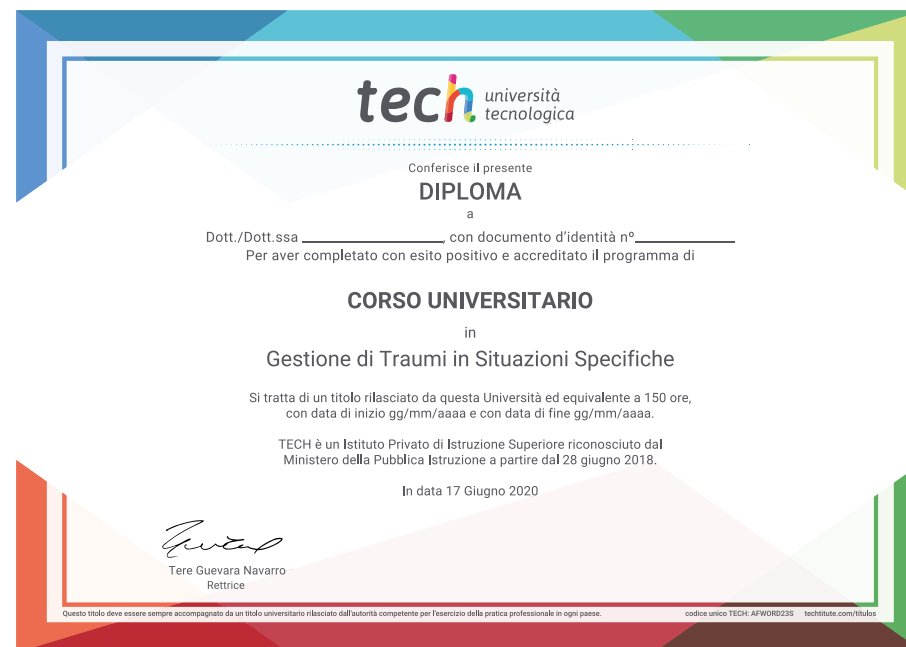 tech università
tecnologica
Conferisce il presente
DIPLOMA
a
Dott./Dott.ssa ____________________, con documento d'identità nº______________
Per aver completato con esito positivo e accreditato il programma di
CORSO UNIVERSITARIO
in
Gestione di Traumi in Situazioni Specifiche
Si tratta di un titolo rilasciato da questa Università ed equivalente a 150 ore,
con data di inizio gg/mm/aaaa e con data di fine gg/mm/aaaa.
TECH è un Istituto Privato di Istruzione Superiore riconosciuto dal
Ministero della Pubblica Istruzione a partire dal 28 giugno 2018.
In data 17 Giugno 2020
Tere Guevara Navarro
Rettrice
Questo titolo deve essere sempre accompagnato da un titolo universitario rilasciato dall'autorità competente per l'esercizio della pratica professionale in ogni paese. codice unico TECH: AFWORD23S techtitute.com/títulos